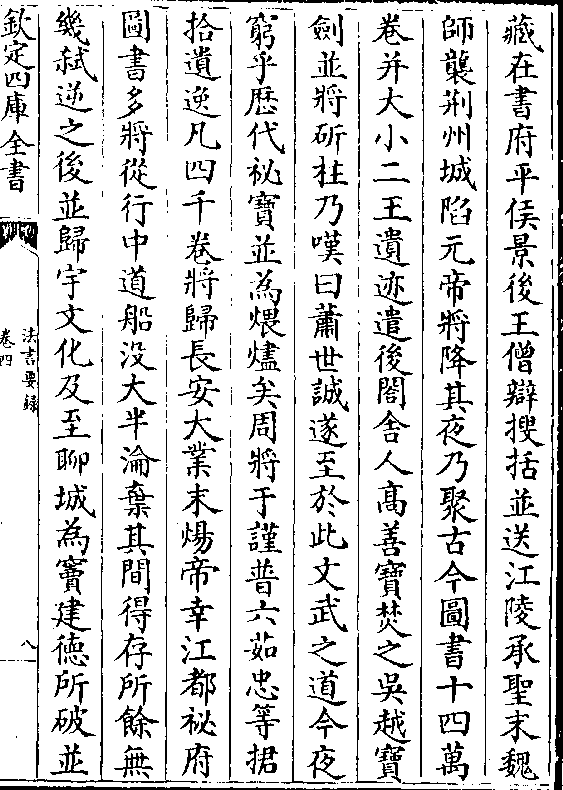 藏在書府平侯景後王僧辯搜括並送江陵承聖末魏
師襲荆州城陷元帝將降其夜乃聚古今圖書十四萬
卷并大小二王遺迹遣後閣舍人高善寶焚之吳越寶
劍並將斫柱乃嘆曰蕭世誠遂至於此文武之道今夜
窮乎歴代祕寶並為煨燼矣周將于謹普六茹忠等捃
拾遺逸凡四千卷將歸長安大業末煬帝幸江都祕府
圖書多將從行中道船没大半淪棄其間得存所餘無
幾弑逆之後並歸宇文化及至聊城為竇建德所破並
欽定四庫全書
法書要録
卷四
八